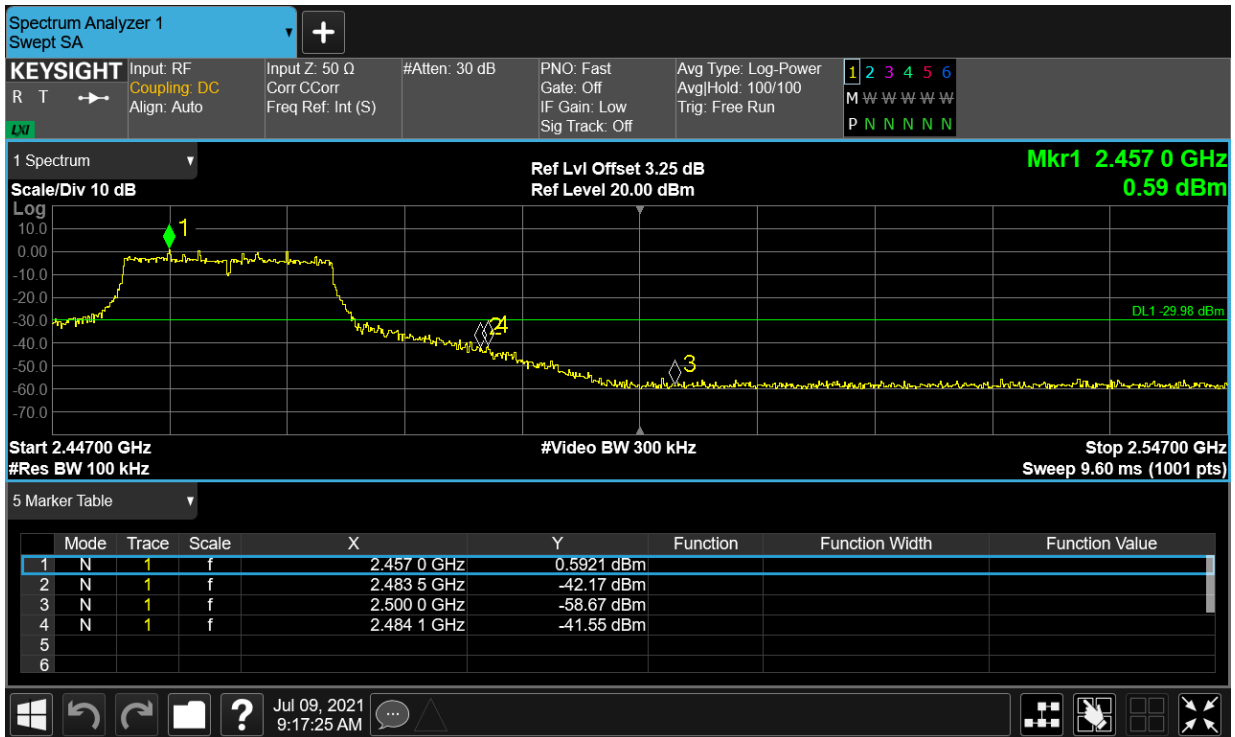 Spectrum Analyzer 1
Swept SA
KEYSIGHT
R T
LXI
Input: RF
Coupling: DC
Align: Auto
Input Z: 50 Ω
Corr CCorr
Freq Ref: Int (S)
#Atten: 30 dB
PNO: Fast
Gate: Off
IF Gain: Low
Sig Track: Off
Avg Type: Log-Power
Avg|Hold: 100/100
Trig: Free Run
1 2 3 4 5 6
M W W W W W
P N N N N N
1 Spectrum
Scale/Div 10 dB
Ref Lvl Offset 3.25 dB
Ref Level 20.00 dBm
Mkr1 2.457 0 GHz
0.59 dBm
Log
10.0
0.00
-10.0
-20.0
-30.0
-40.0
-50.0
-60.0
-70.0
1
24
3
DL1 -29.98 dBm
Start 2.44700 GHz
#Video BW 300 kHz
Stop 2.54700 GHz
#Res BW 100 kHz
Sweep 9.60 ms (1001 pts)
5 Marker Table
Mode Trace Scale X Y Function Function Width Function Value
1 N 1 f 2.457 0 GHz 0.5921 dBm
2 N 1 f 2.483 5 GHz -42.17 dBm
3 N 1 f 2.500 0 GHz -58.67 dBm
4 N 1 f 2.484 1 GHz -41.55 dBm
5
6
?
Jul 09, 2021
9:17:25 AM